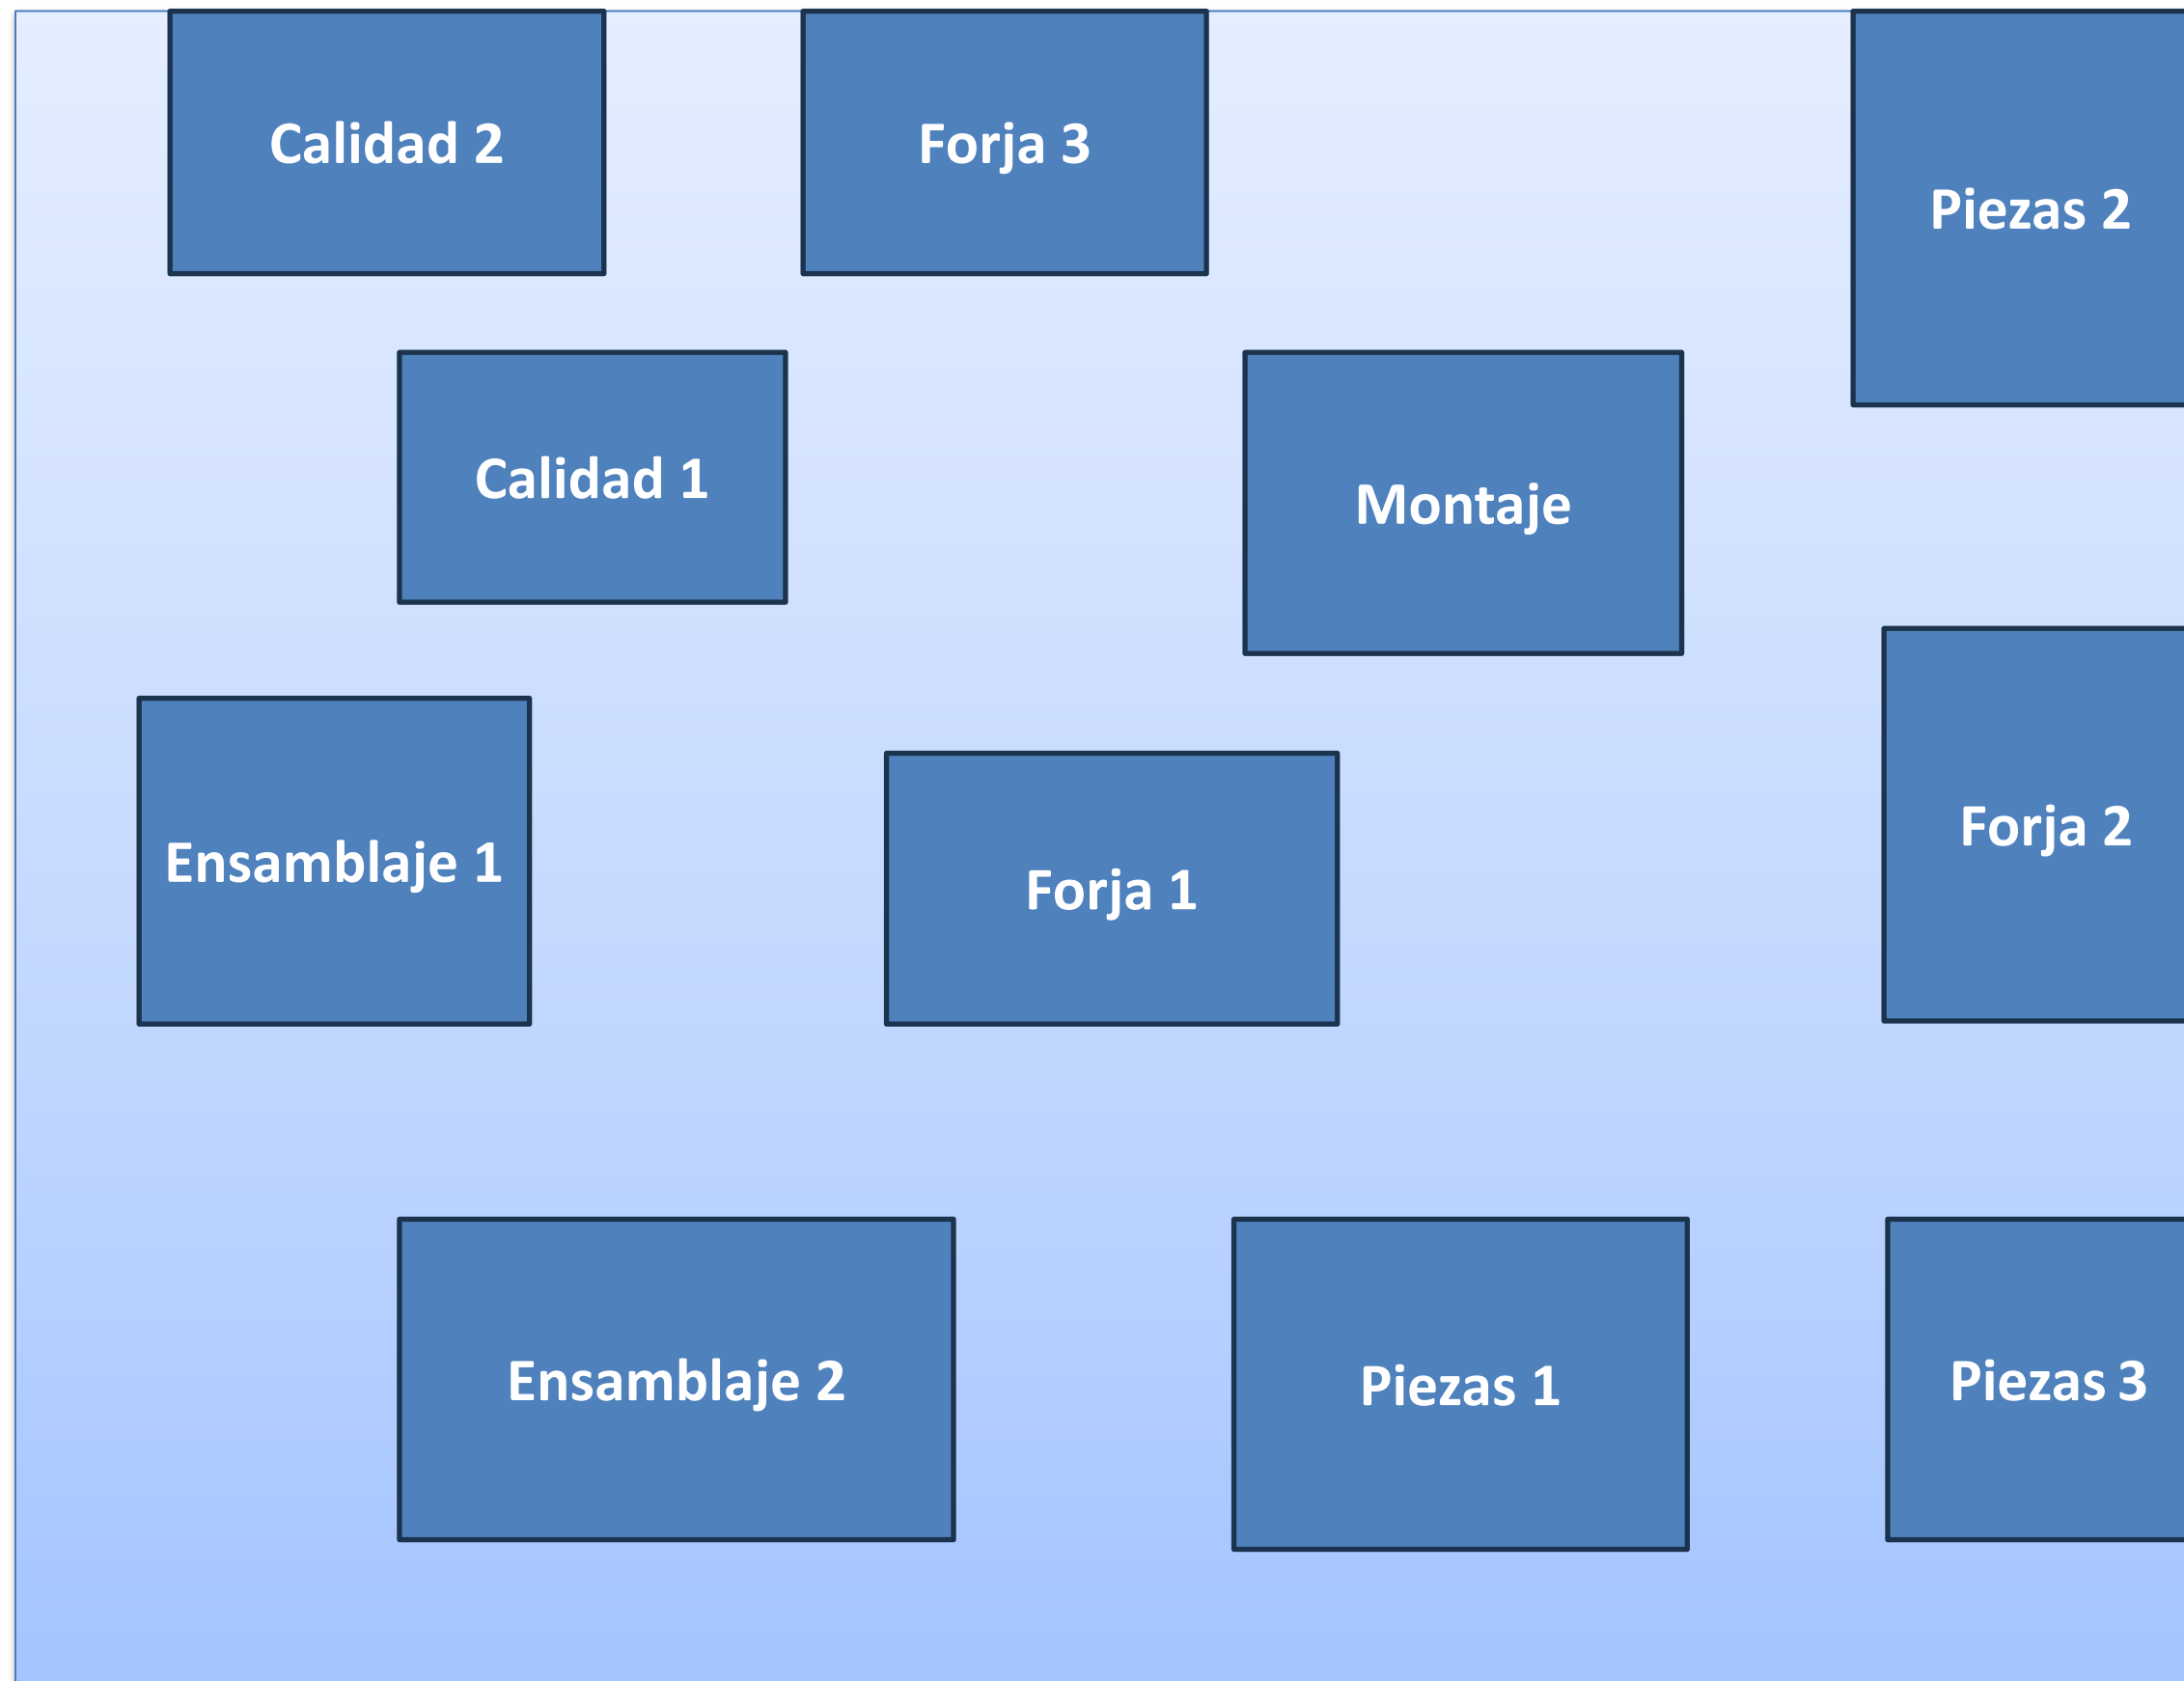 Calidad 2
Forja 3
Piezas 2
Calidad 1
Montaje
Ensamblaje 1
Forja 1
Forja 2
Ensamblaje 2
Piezas 1
Piezas 3